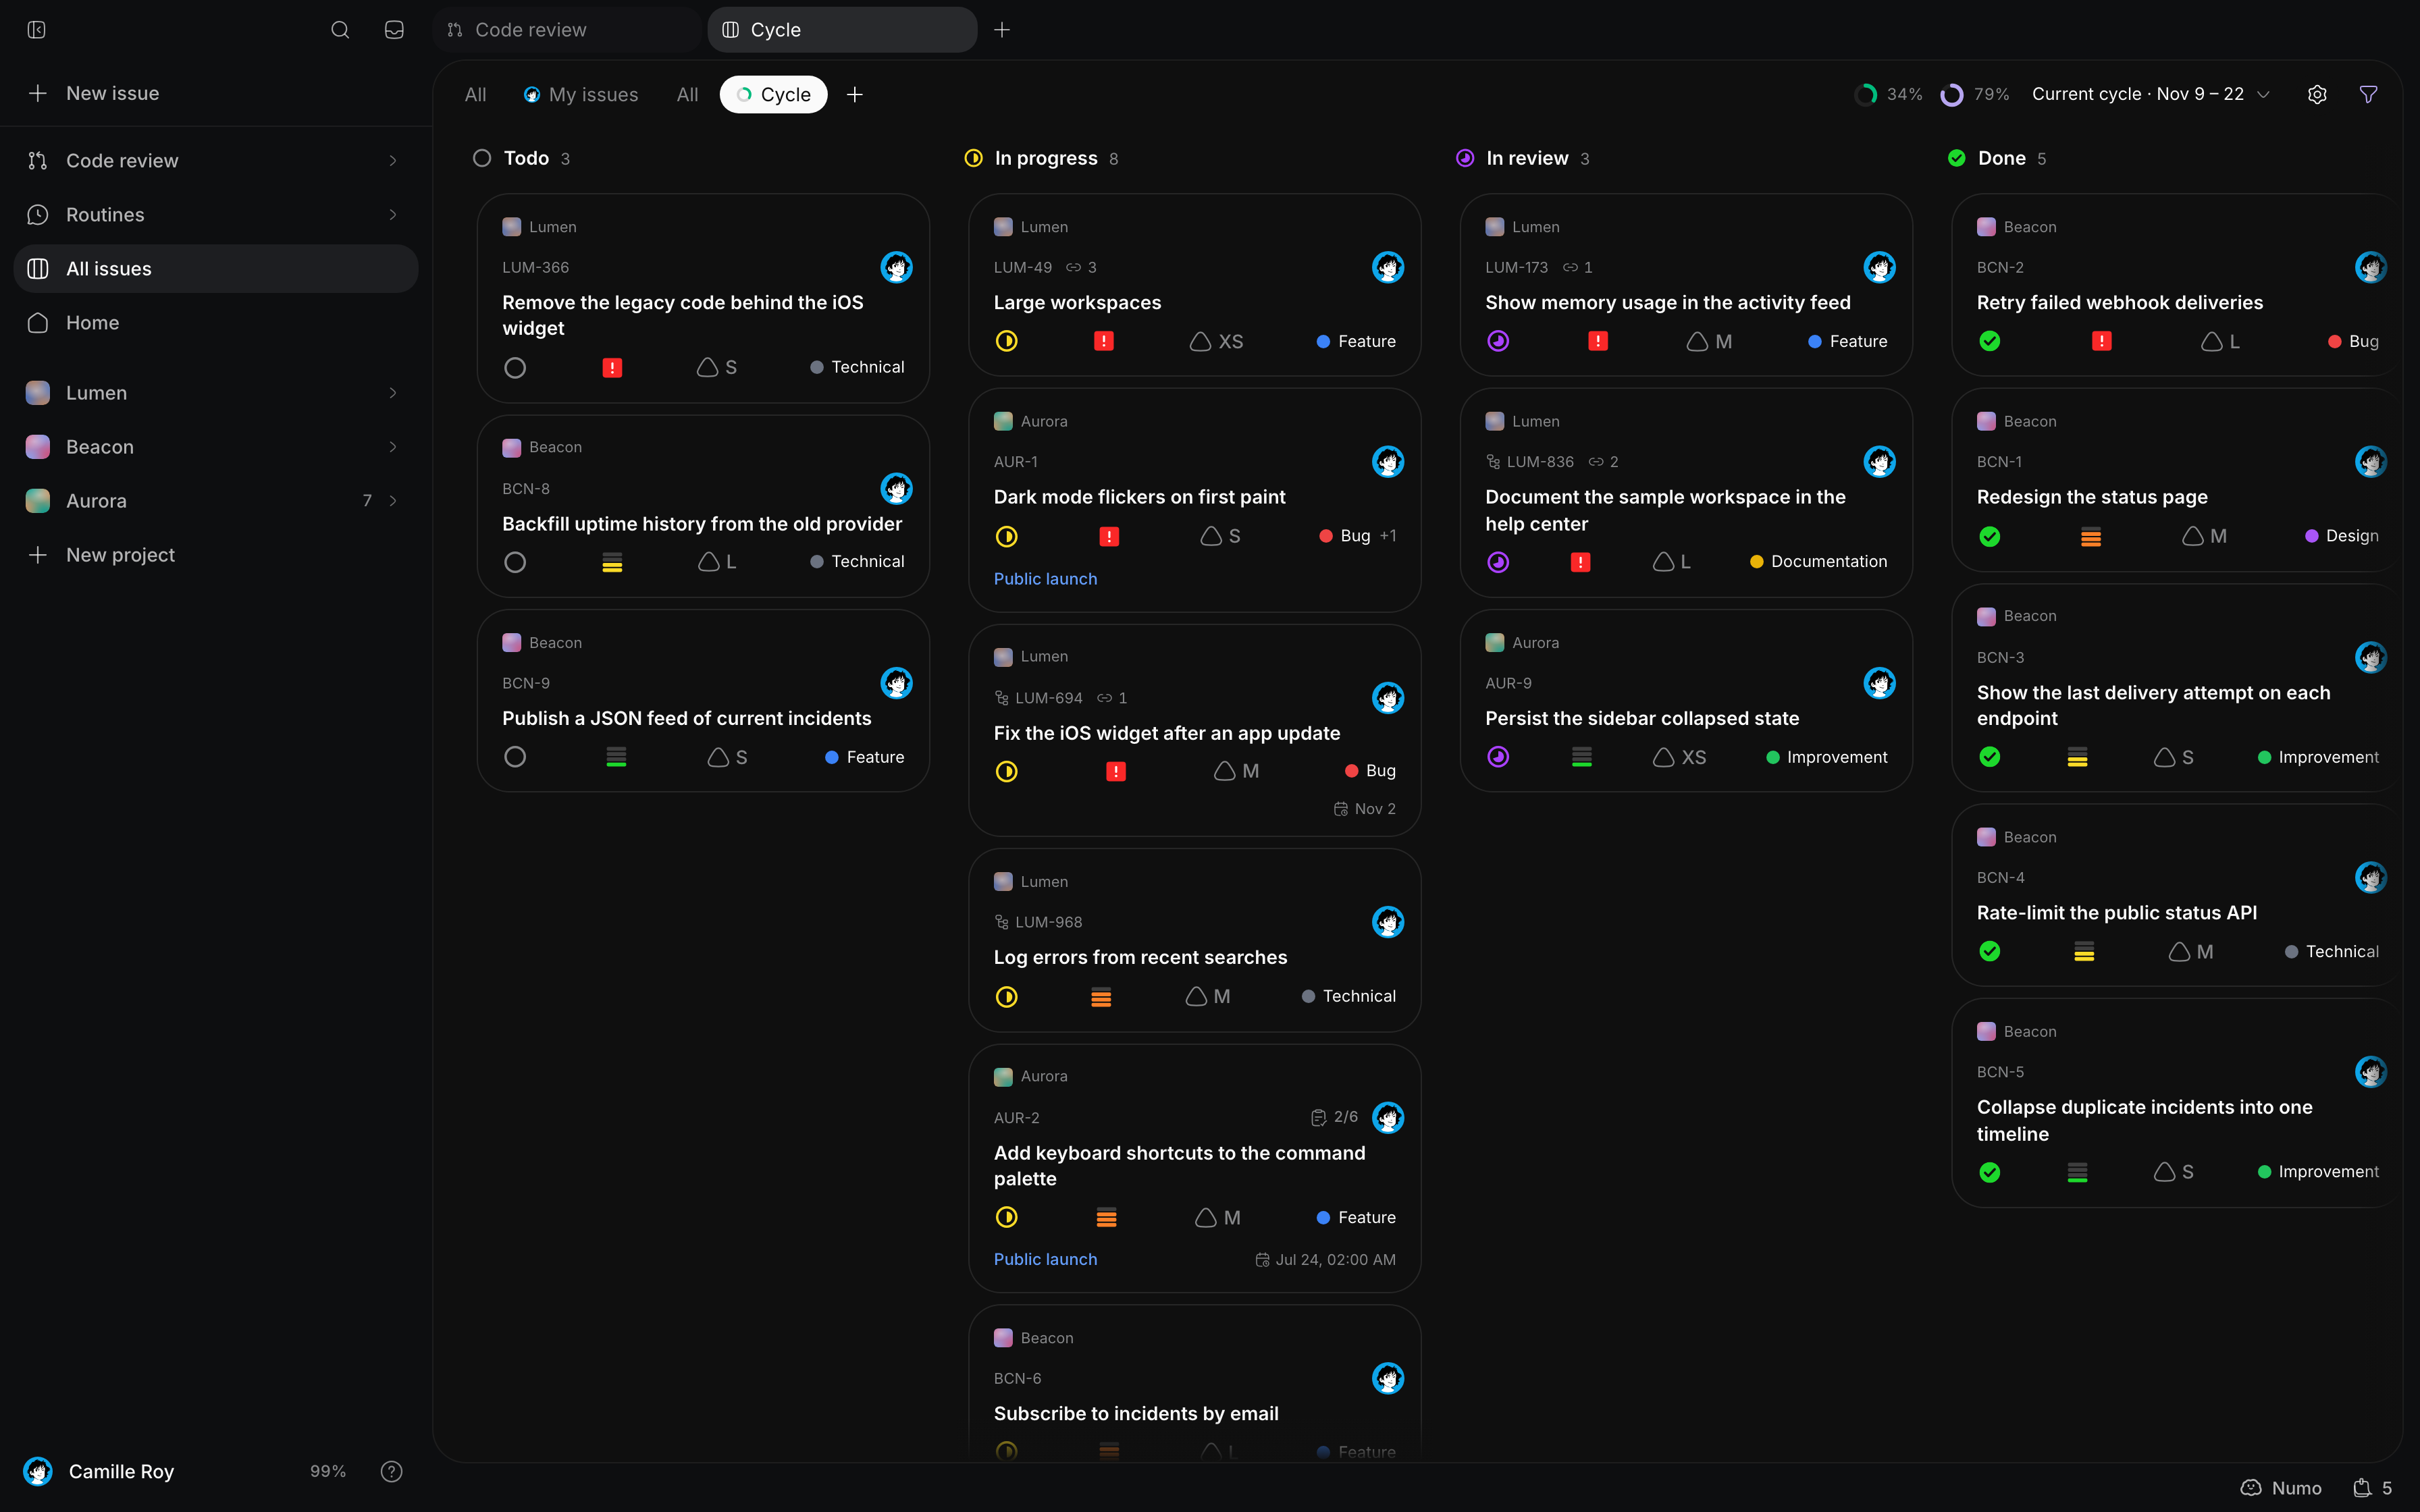 Code review
Cycle
New issue
Code review
Routines
All issues
Home
Lumen
Beacon
Aurora 7
New project
Camille Roy 99%
All My issues All Cycle
34% 79% Current cycle · Nov 9 – 22
Todo 3
Lumen
LUM-366
Remove the legacy code behind the iOS
widget
S Technical
Beacon
BCN-8
Backfill uptime history from the old provider
L Technical
Beacon
BCN-9
Publish a JSON feed of current incidents
S Feature
In progress 8
Lumen
LUM-49 3
Large workspaces
XS Feature
Aurora
AUR-1
Dark mode flickers on first paint
S Bug +1
Public launch
Lumen
LUM-694 1
Fix the iOS widget after an app update
M Bug
Nov 2
Lumen
LUM-968
Log errors from recent searches
M Technical
Aurora
AUR-2 2/6
Add keyboard shortcuts to the command
palette
M Feature
Public launch Jul 24, 02:00 AM
Beacon
BCN-6
Subscribe to incidents by email
L Feature
In review 3
Lumen
LUM-173 1
Show memory usage in the activity feed
M Feature
Lumen
LUM-836 2
Document the sample workspace in the
help center
L Documentation
Aurora
AUR-9
Persist the sidebar collapsed state
XS Improvement
Done 5
Beacon
BCN-2
Retry failed webhook deliveries
L Bug
Beacon
BCN-1
Redesign the status page
M Design
Beacon
BCN-3
Show the last delivery attempt on each
endpoint
S Improvement
Beacon
BCN-4
Rate-limit the public status API
M Technical
Beacon
BCN-5
Collapse duplicate incidents into one
timeline
S Improvement
Numo 5